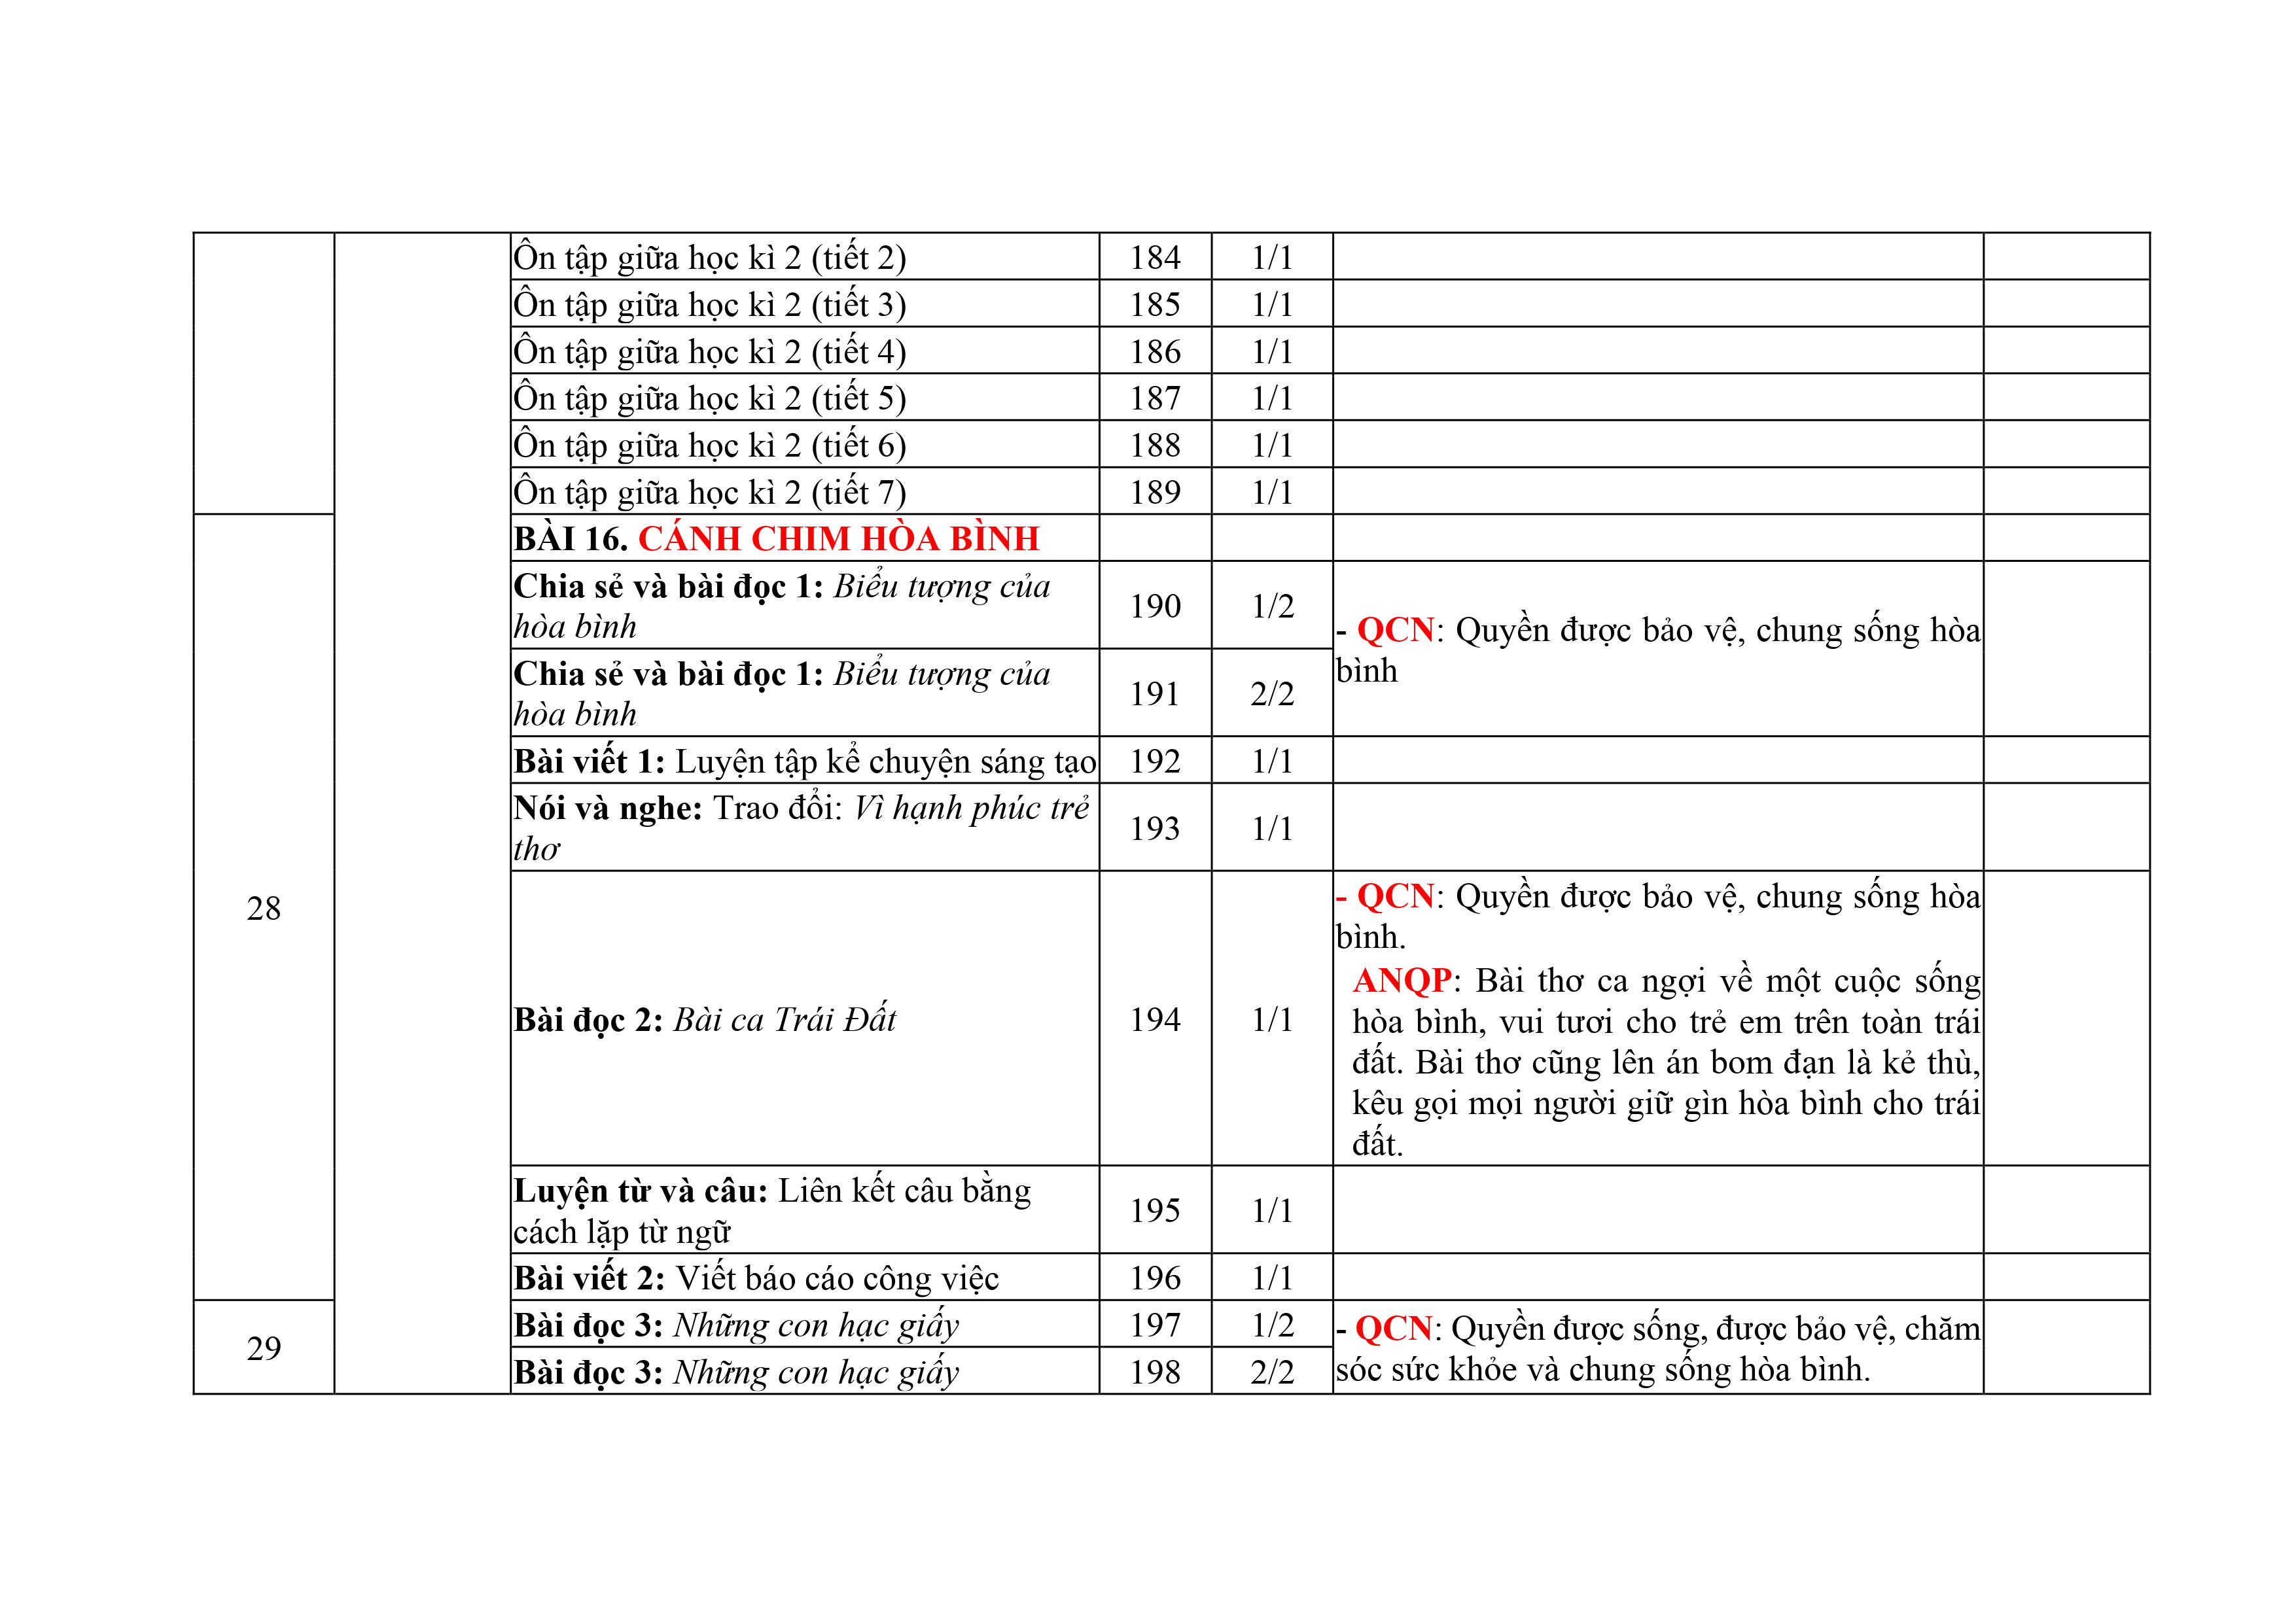 Ôn tập giữa học kì 2 (tiết 2) 184 1/1
Ôn tập giữa học kì 2 (tiết 3) 185 1/1
Ôn tập giữa học kì 2 (tiết 4) 186 1/1
Ôn tập giữa học kì 2 (tiết 5) 187 1/1
Ôn tập giữa học kì 2 (tiết 6) 188 1/1
Ôn tập giữa học kì 2 (tiết 7) 189 1/1
28
BÀI 16. CÁNH CHIM HÒA BÌNH
Chia sẻ và bài đọc 1: Biểu tượng của
hòa bình
190 1/2
- QCN: Quyền được bảo vệ, chung sống hòa
bình
Chia sẻ và bài đọc 1: Biểu tượng của
hòa bình
191 2/2
Bài viết 1: Luyện tập kể chuyện sáng tạo 192 1/1
Nói và nghe: Trao đổi: Vì hạnh phúc trẻ
thơ
193 1/1
Bài đọc 2: Bài ca Trái Đất 194 1/1
- QCN: Quyền được bảo vệ, chung sống hòa
bình.
ANQP: Bài thơ ca ngợi về một cuộc sống
hòa bình, vui tươi cho trẻ em trên toàn trái
đất. Bài thơ cũng lên án bom đạn là kẻ thù,
kêu gọi mọi người giữ gìn hòa bình cho trái
đất.
Luyện từ và câu: Liên kết câu bằng
cách lặp từ ngữ
195 1/1
Bài viết 2: Viết báo cáo công việc 196 1/1
29
Bài đọc 3: Những con hạc giấy 197 1/2
- QCN: Quyền được sống, được bảo vệ, chăm
sóc sức khỏe và chung sống hòa bình.
Bài đọc 3: Những con hạc giấy 198 2/2